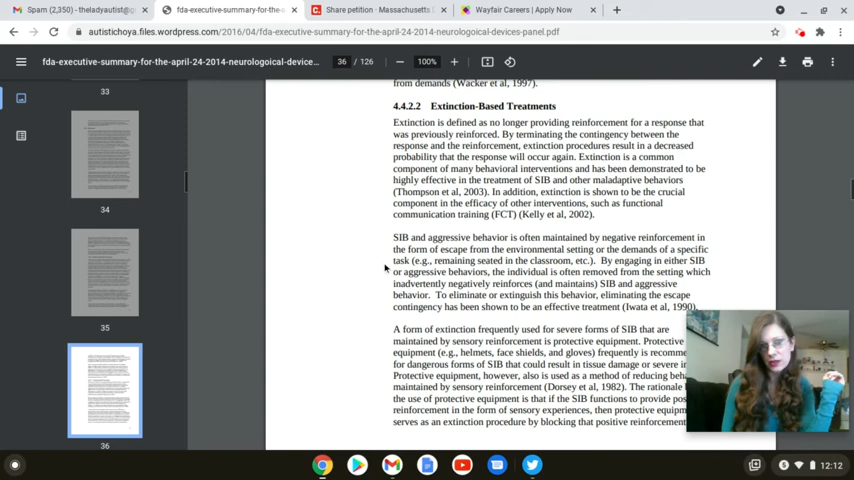 Spam (2,350) - theladyautist@g
fda-executive-summary-for-the-a
Share petition · Massachusetts S
Wayfair Careers | Apply Now
autistichoya.files.wordpress.com/2016/04/fda-executive-summary-for-the-april-24-2014-neurologoical-devices-panel.pdf
fda-executive-summary-for-the-april-24-2014-neurologoical-devices...
36 / 126
100%
33
34
35
36
from demands (Wacker et al, 1997).
4.4.2.2 Extinction-Based Treatments
Extinction is defined as no longer providing reinforcement for a response that
was previously reinforced. By terminating the contingency between the
response and the reinforcement, extinction procedures result in a decreased
probability that the response will occur again. Extinction is a common
component of many behavioral interventions and has been demonstrated to be
highly effective in the treatment of SIB and other maladaptive behaviors
(Thompson et al, 2003). In addition, extinction is shown to be the crucial
component in the efficacy of other interventions, such as functional
communication training (FCT) (Kelly et al, 2002).
SIB and aggressive behavior is often maintained by negative reinforcement in
the form of escape from the environmental setting or the demands of a specific
task (e.g., remaining seated in the classroom, etc.). By engaging in either SIB
or aggressive behaviors, the individual is often removed from the setting which
inadvertently negatively reinforces (and maintains) SIB and aggressive
behavior. To eliminate or extinguish this behavior, eliminating the escape
contingency has been shown to be an effective treatment (Iwata et al, 1990).
A form of extinction frequently used for severe forms of SIB that are
maintained by sensory reinforcement is protective equipment. Protective
equipment (e.g., helmets, face shields, and gloves) frequently is recomme
for dangerous forms of SIB that could result in tissue damage or severe i
Protective equipment, however, also is used as a method of reducing beh
maintained by sensory reinforcement (Dorsey et al, 1982). The rationale
the use of protective equipment is that if the SIB functions to provide pos
reinforcement in the form of sensory experiences, then protective equipm
serves as an extinction procedure by blocking that positive reinforcement
12:12